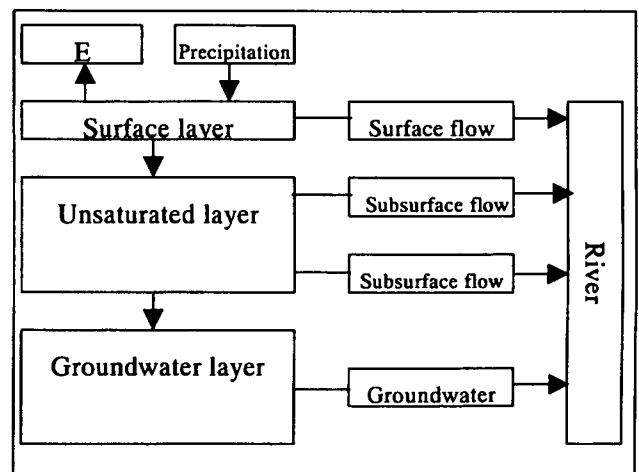 E
Precipitation
Surface layer
Surface flow
Unsaturated layer
Subsurface flow
Subsurface flow
River
Groundwater layer
Groundwater